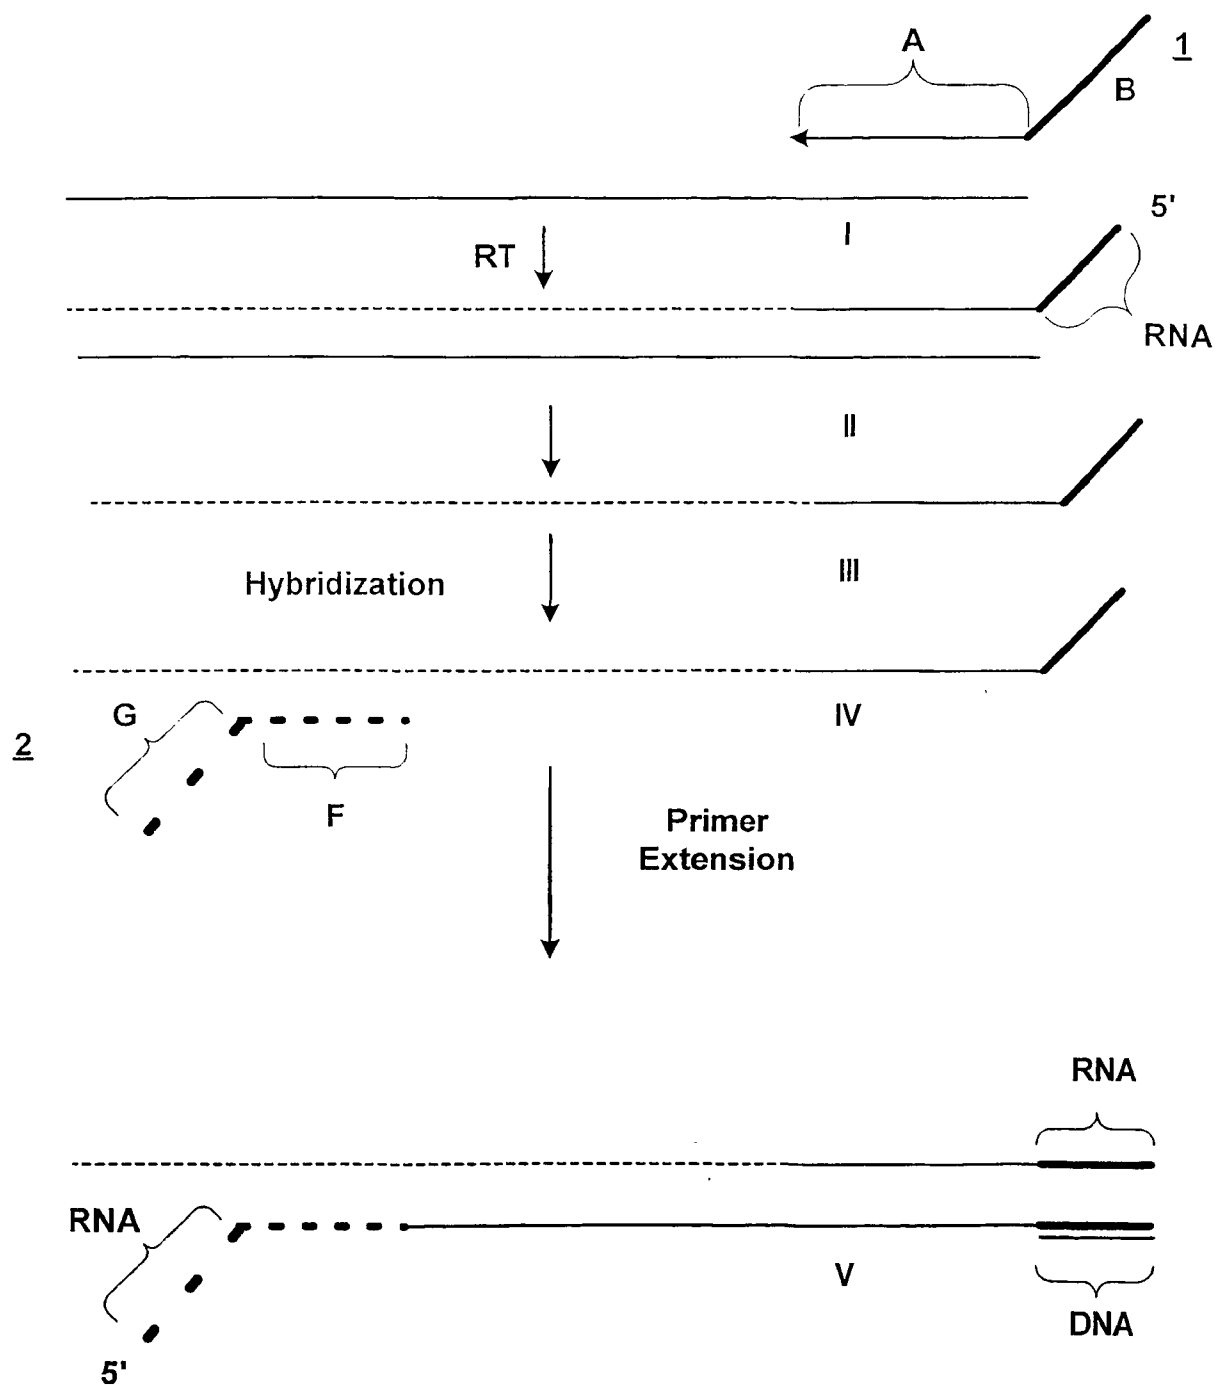 A
1
B
5'
I
RT
RNA
II
Hybridization
III
G
IV
2
F
Primer
Extension
RNA
RNA
V
DNA
5'